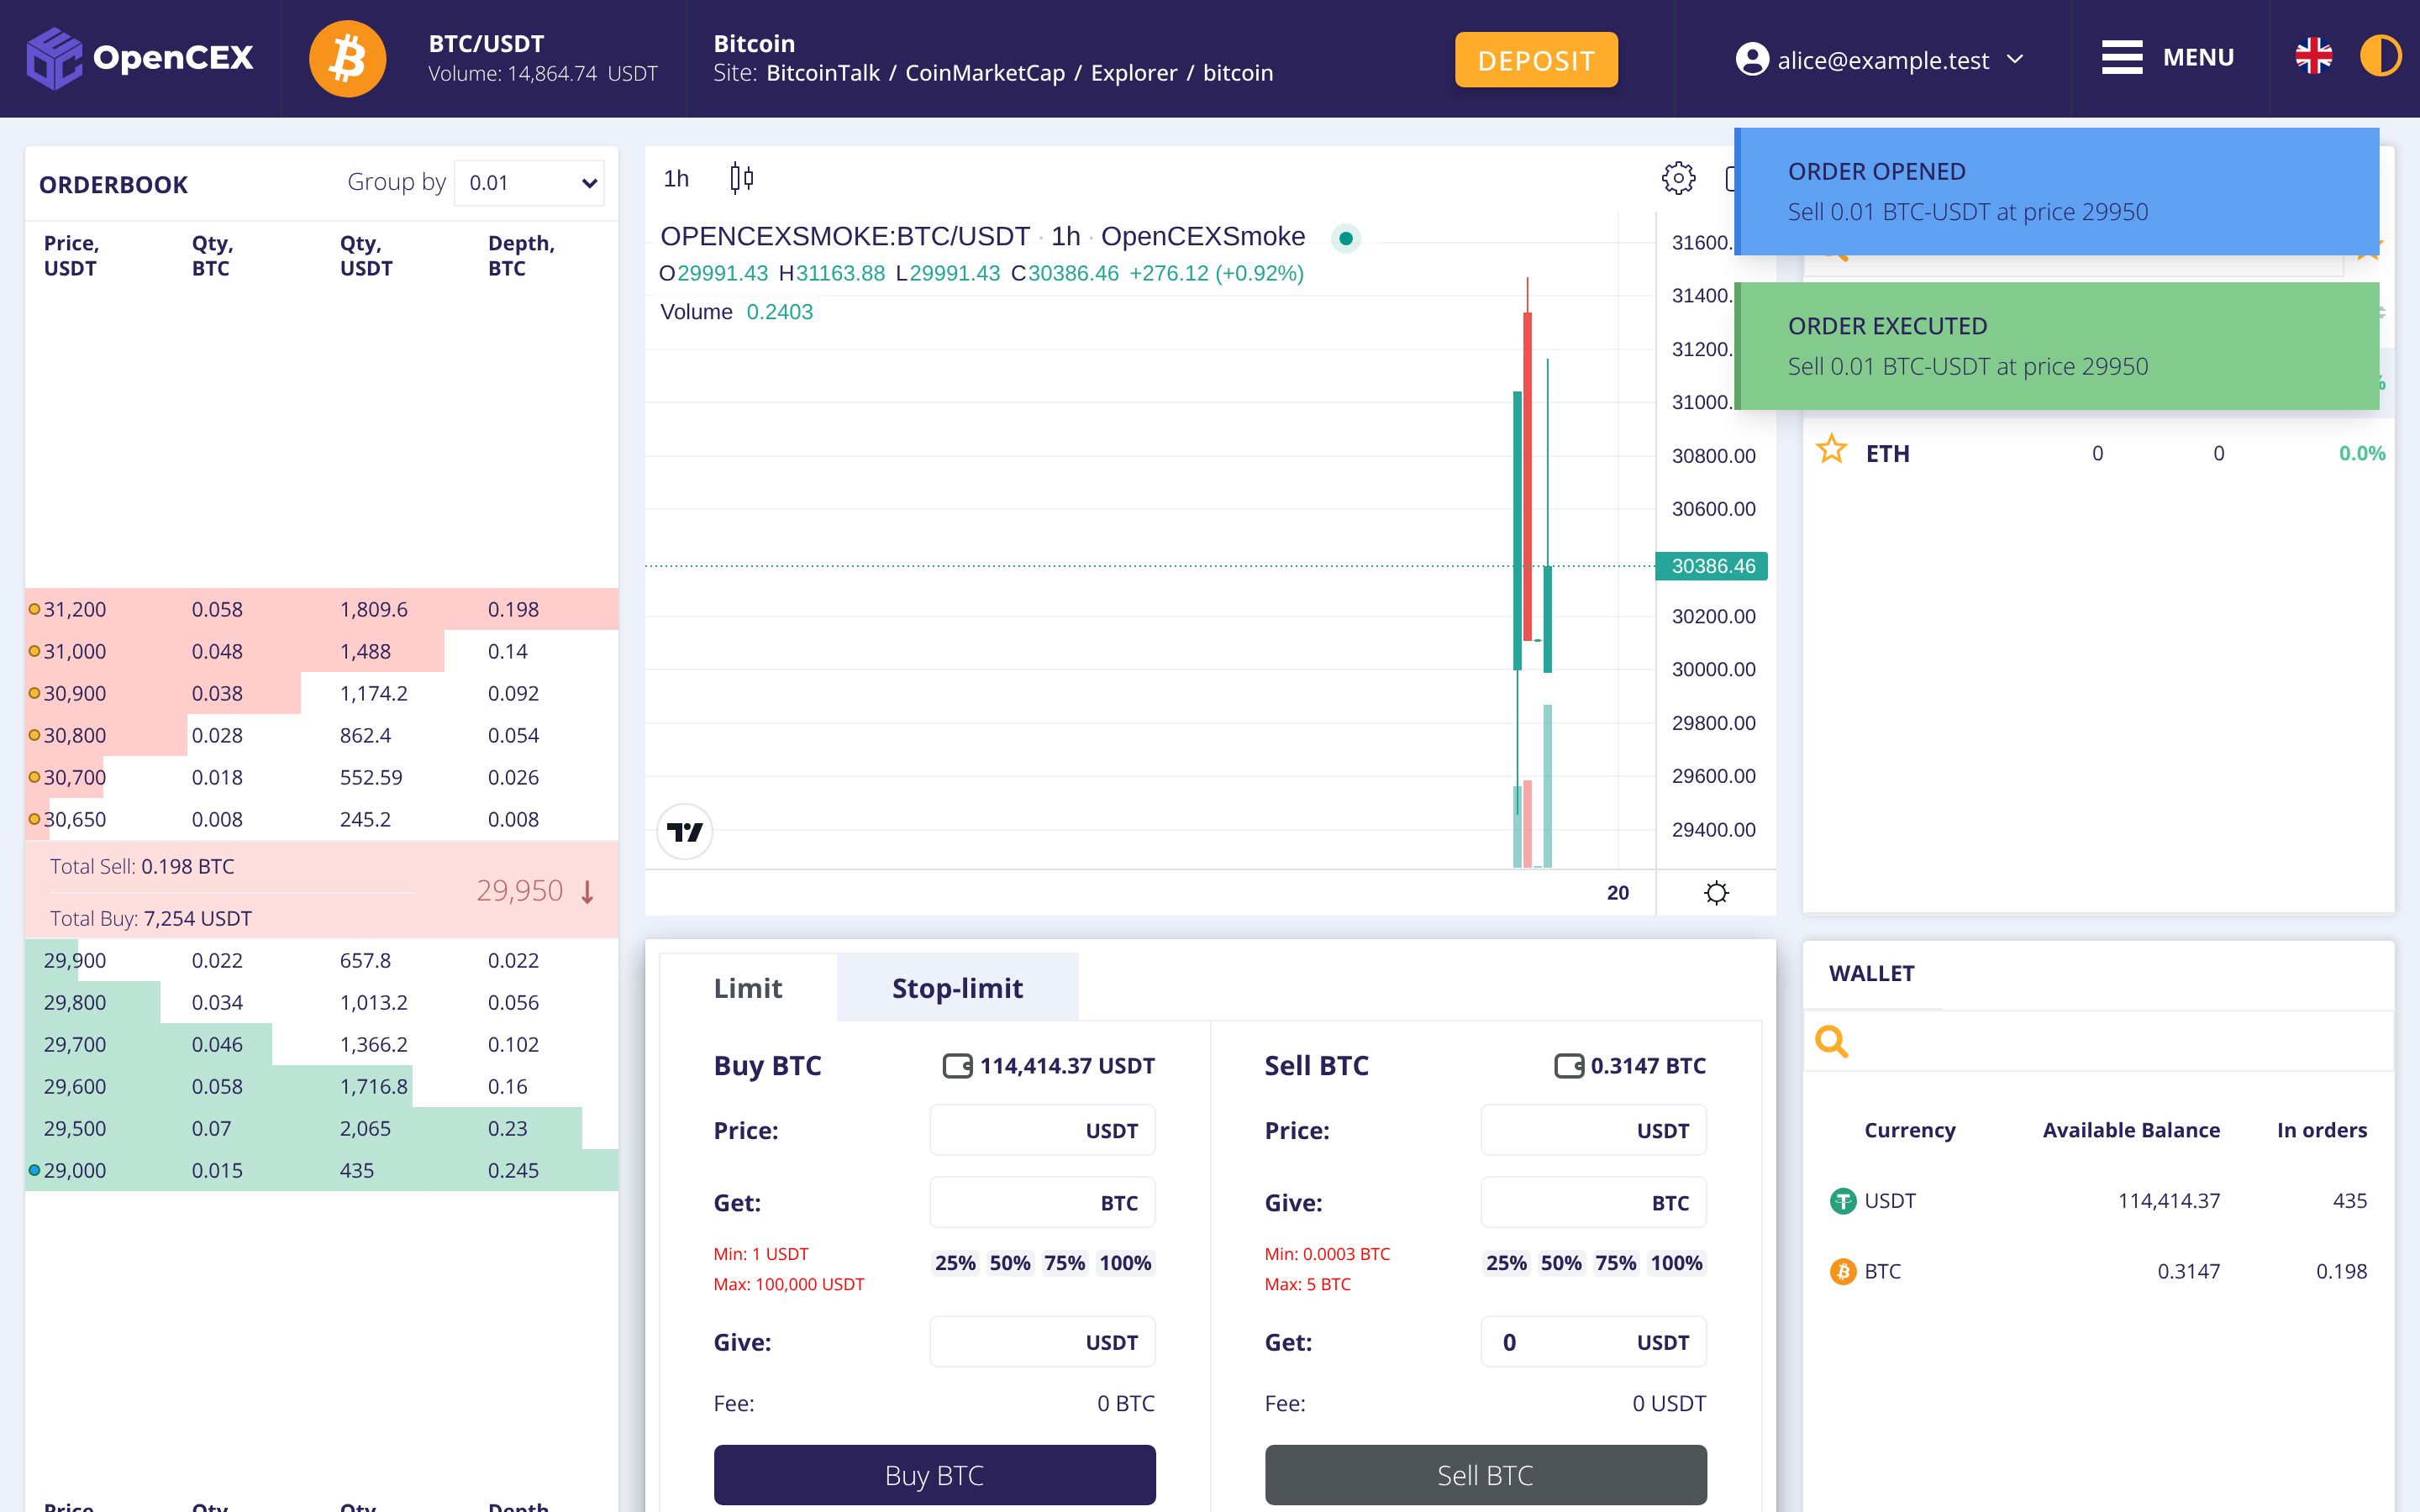 OpenCEX
BTC/USDT
Volume: 14,864.74 USDT
Bitcoin
Site: BitcoinTalk / CoinMarketCap / Explorer / bitcoin
DEPOSIT
alice@example.test
MENU
ORDER OPENED
Sell 0.01 BTC-USDT at price 29950
ORDER EXECUTED
Sell 0.01 BTC-USDT at price 29950
%
ETH 0 0 0.0%
ORDERBOOK Group by 0.01
Price, Qty, Qty, Depth,
USDT BTC USDT BTC
31,200 0.058 1,809.6 0.198
31,000 0.048 1,488 0.14
30,900 0.038 1,174.2 0.092
30,800 0.028 862.4 0.054
30,700 0.018 552.59 0.026
30,650 0.008 245.2 0.008
Total Sell: 0.198 BTC
29,950 ↓
Total Buy: 7,254 USDT
29,900 0.022 657.8 0.022
29,800 0.034 1,013.2 0.056
29,700 0.046 1,366.2 0.102
29,600 0.058 1,716.8 0.16
29,500 0.07 2,065 0.23
29,000 0.015 435 0.245
Price Qty Qty Depth
1h
OPENCEXSMOKE:BTC/USDT · 1h · OpenCEXSmoke
O29991.43 H31163.88 L29991.43 C30386.46 +276.12 (+0.92%)
Volume 0.2403
31600.
31400.
31200.
31000.
30800.00
30600.00
30386.46
30200.00
30000.00
29800.00
29600.00
29400.00
20
Limit Stop-limit
Buy BTC 114,414.37 USDT
Price: USDT
Get: BTC
Min: 1 USDT
Max: 100,000 USDT
25% 50% 75% 100%
Give: USDT
Fee: 0 BTC
Buy BTC
Sell BTC 0.3147 BTC
Price: USDT
Give: BTC
Min: 0.0003 BTC
Max: 5 BTC
25% 50% 75% 100%
Get: 0 USDT
Fee: 0 USDT
Sell BTC
WALLET
Currency Available Balance In orders
USDT 114,414.37 435
BTC 0.3147 0.198